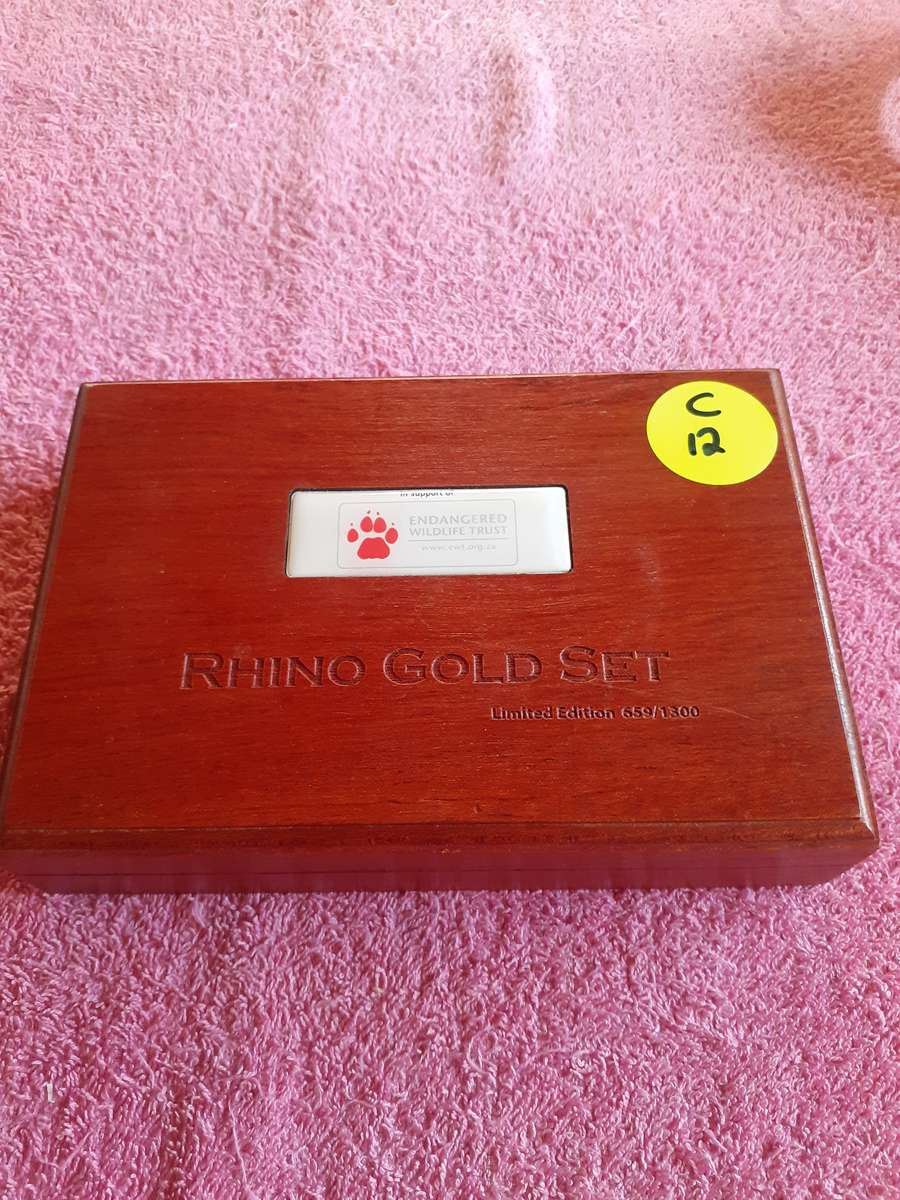 C
12
in support of
ENDANGERED
WILDLIFE TRUST
www.ewt.org.za
RHINO GOLD SET
Limited Edition 659/1300